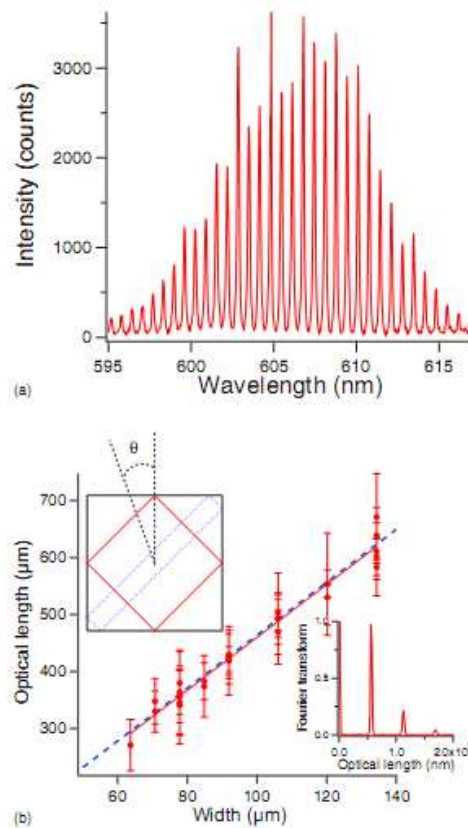 3000
2000
1000
0
Intensity (counts)
595
600
605
610
615
Wavelength (nm)
(a)
θ
700
600
500
400
300
Optical length (µm)
60
80
100
120
140
Width (µm)
(b)
Fourier transform
1.0
0.5
0.0
0.0
1.0
2.0x10
Optical length (nm)